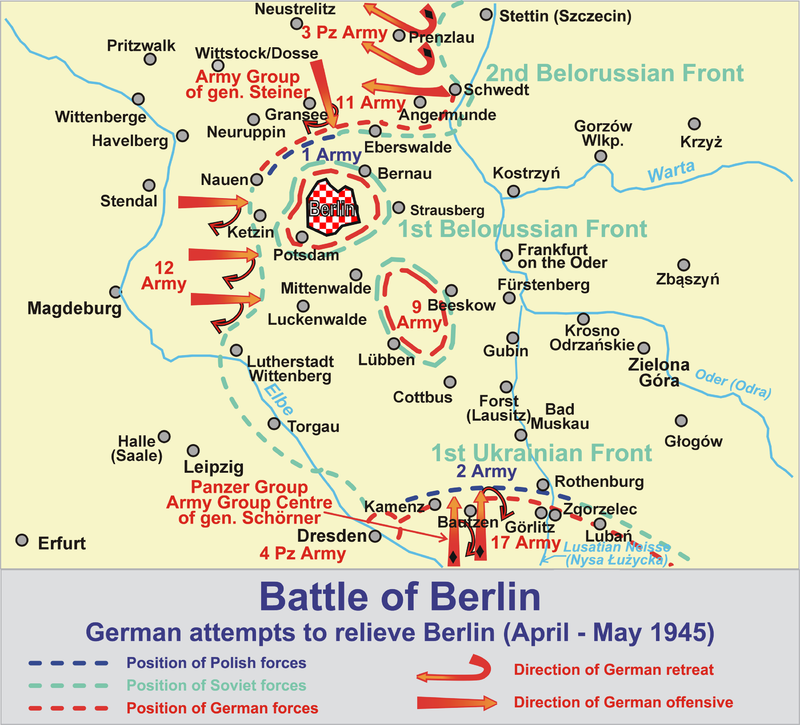 Neustrelitz
Stettin (Szczecin)
3 Pz Army
Prenzlau
Pritzwalk
Wittstock/Dosse
2nd Belorussian Front
Army Group
of gen. Steiner
Schwedt
11 Army
Wittenberge
Gransee
Angermunde
Neuruppin
Havelberg
Eberswalde
Gorzów
Wlkp.
Krzyż
1 Army
Bernau
Warta
Nauen
Kostrzyń
Stendal
Berlin
Strausberg
Ketzin
1st Belorussian Front
Potsdam
Frankfurt
on the Oder
12
Army
Mittenwalde
Zbąszyń
Fürstenberg
Magdeburg
Luckenwalde
9
Army
Beeskow
Krosno
Odrzańskie
Lübben
Gubin
Lutherstadt
Wittenberg
Zielona
Góra
Oder (Odra)
Cottbus
Elbe
Forst
(Lausitz)
Bad
Muskau
Torgau
Głogów
Halle
(Saale)
Leipzig
1st Ukrainian Front
2 Army
Panzer Group
Army Group Centre
of gen. Schörner
Rothenburg
Kamenz
Bautzen
Görlitz
Zgorzelec
Lubań
Erfurt
Dresden
4 Pz Army
17 Army
Lusatian Neisse
(Nysa Łużycka)
Battle of Berlin
German attempts to relieve Berlin (April - May 1945)
Position of Polish forces
Position of Soviet forces
Position of German forces
Direction of German retreat
Direction of German offensive